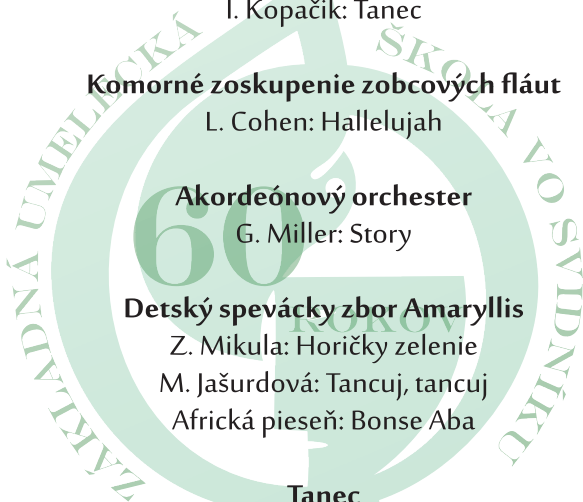 I. Kopačik: Tanec
Komorné zoskupenie zobcových fláut
L. Cohen: Hallelujah
Akordeónový orchester
G. Miller: Story
Detský spevácky zbor Amaryllis
Z. Mikula: Horičky zelenie
M. Jašurdová: Tancuj, tancuj
Africká pieseň: Bonse Aba
Tanec
ZÁKLADNÁ UMELECKÁ ŠKOLA VO SVIDNÍKU
60
ROKOV